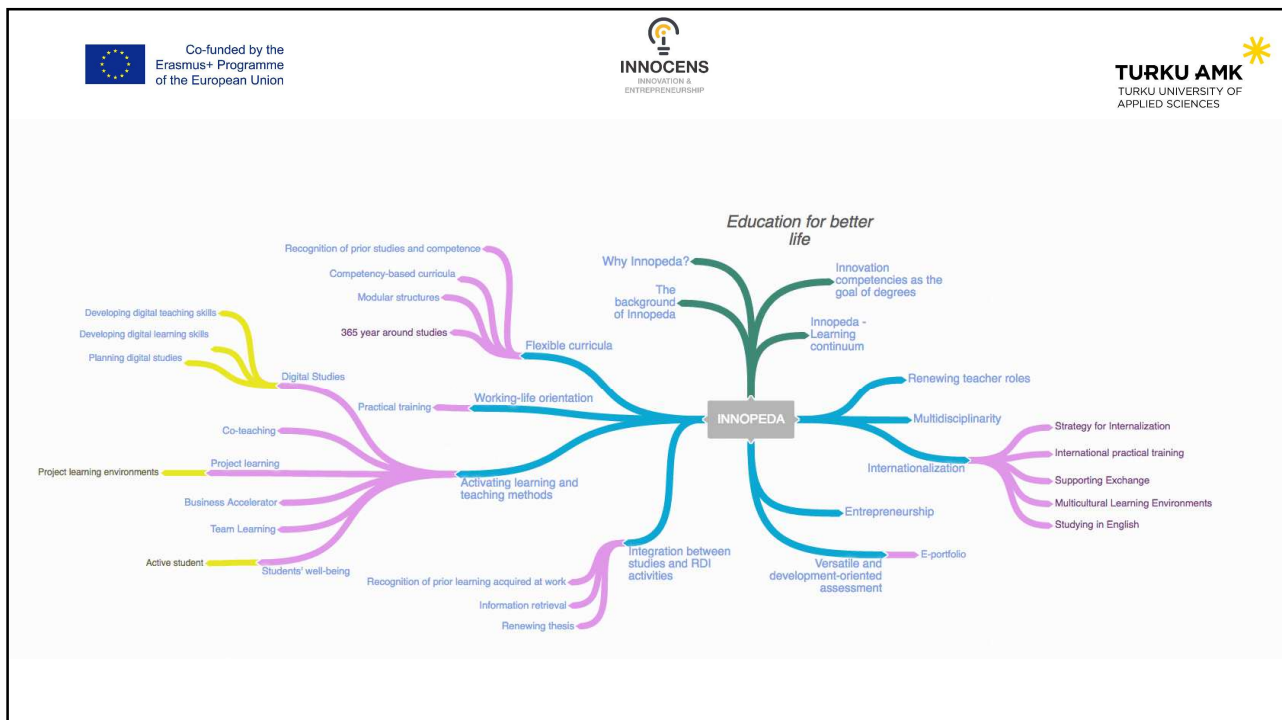 Co-funded by the
Erasmus+ Programme
of the European Union
INNOCENS
INNOVATION &
ENTREPRENEURSHIP
TURKU AMK
TURKU UNIVERSITY OF
APPLIED SCIENCES
Education for better
life
Why Innopeda?
The
background
of Innopeda
Innovation
competencies as the
goal of degrees
Innopeda -
Learning
continuum
INNOPEDA
Recognition of prior studies and competence
Competency-based curricula
Modular structures
365 year around studies
Flexible curricula
Working-life orientation
Practical training
Developing digital teaching skills
Developing digital learning skills
Planning digital studies
Digital Studies
Co-teaching
Project learning
Project learning environments
Business Accelerator
Team Learning
Active student
Students' well-being
Activating learning and
teaching methods
Integration between
studies and RDI
activities
Recognition of prior learning acquired at work
Information retrieval
Renewing thesis
Renewing teacher roles
Multidisciplinarity
Internationalization
Strategy for Internalization
International practical training
Supporting Exchange
Multicultural Learning Environments
Studying in English
Entrepreneurship
Versatile and
development-oriented
assessment
E-portfolio